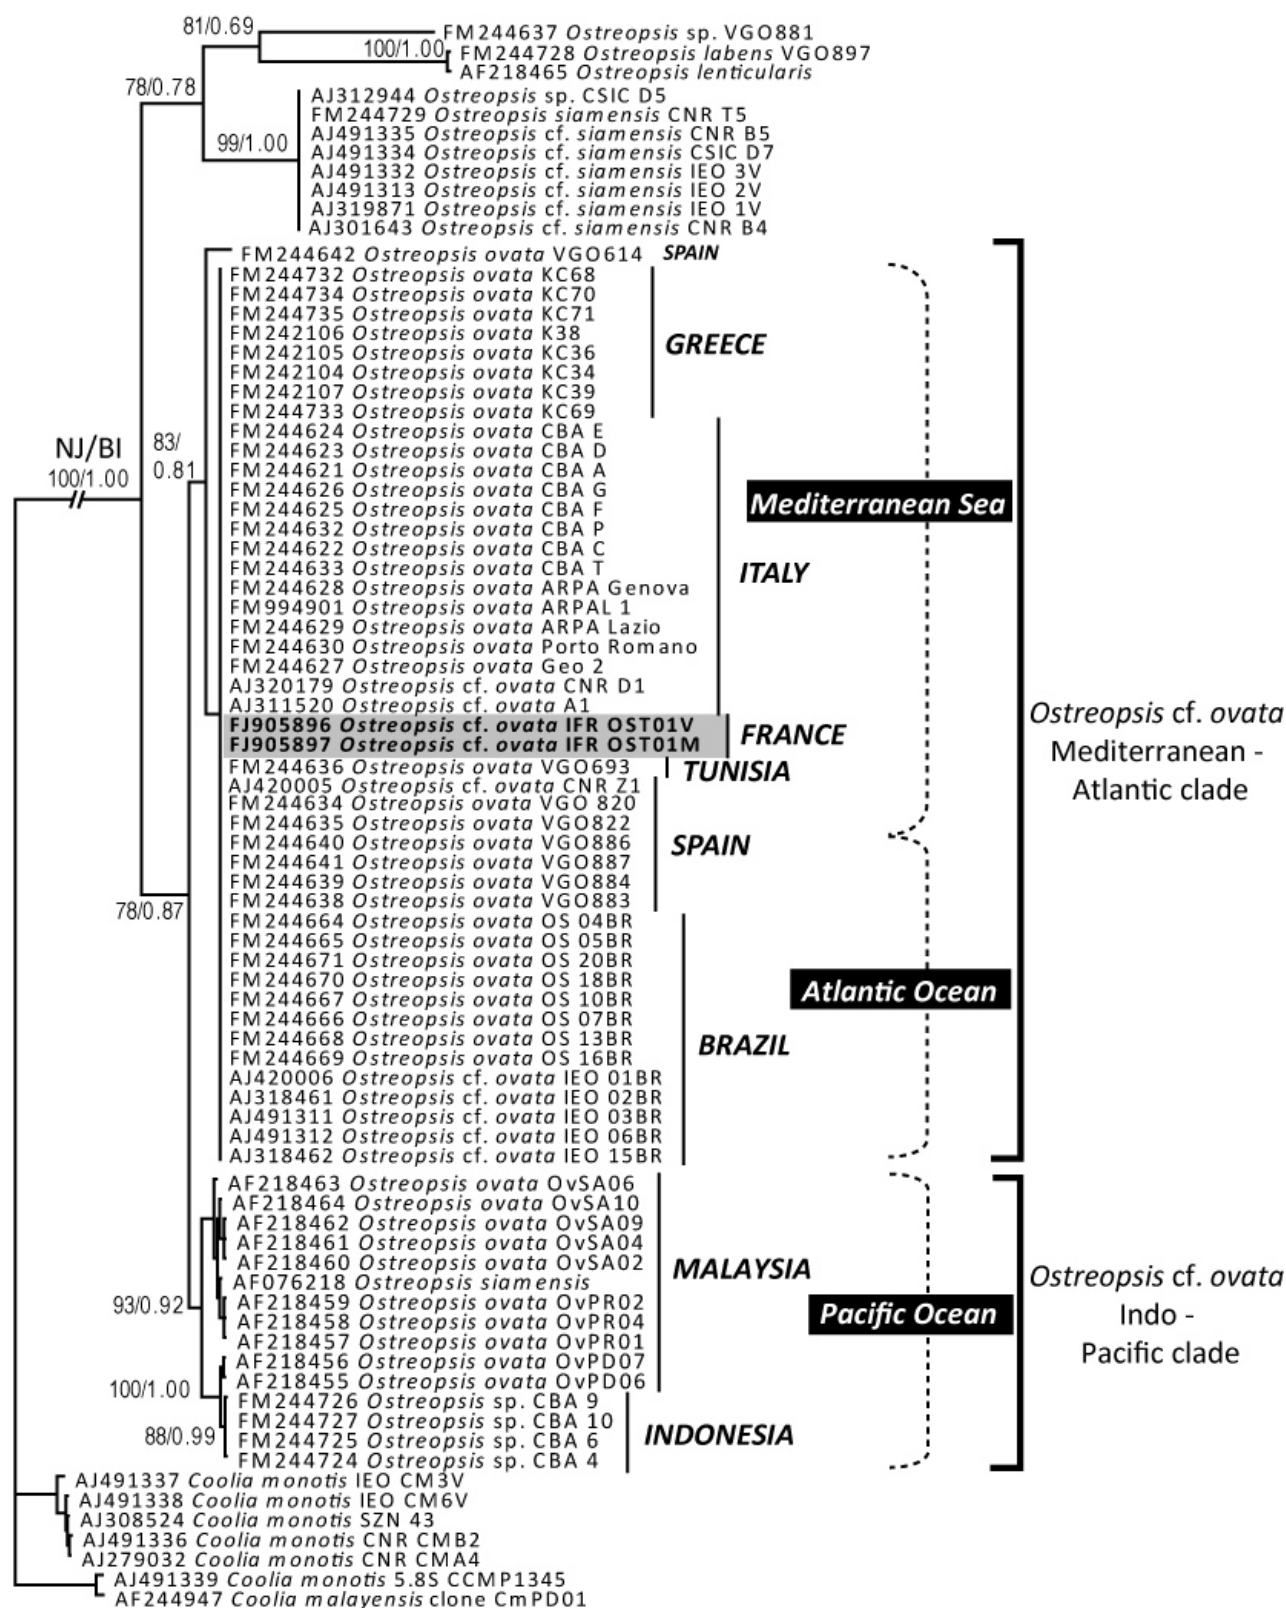 81/0.69
FM244637 Ostreopsis sp. VGO881
100/1.00
FM244728 Ostreopsis labens VGO897
AF218465 Ostreopsis lenticularis
78/0.78
AJ312944 Ostreopsis sp. CSIC D5
FM244729 Ostreopsis siamensis CNR T5
99/1.00
AJ491335 Ostreopsis cf. siamensis CNR B5
AJ491334 Ostreopsis cf. siamensis CSIC D7
AJ491332 Ostreopsis cf. siamensis IEO 3V
AJ491313 Ostreopsis cf. siamensis IEO 2V
AJ319871 Ostreopsis cf. siamensis IEO 1V
AJ301643 Ostreopsis cf. siamensis CNR B4
FM244642 Ostreopsis ovata VGO614 SPAIN
FM244732 Ostreopsis ovata KC68
FM244734 Ostreopsis ovata KC70
FM244735 Ostreopsis ovata KC71
FM242106 Ostreopsis ovata K38
GREECE
FM242105 Ostreopsis ovata KC36
FM242104 Ostreopsis ovata KC34
FM242107 Ostreopsis ovata KC39
FM244733 Ostreopsis ovata KC69
FM244624 Ostreopsis ovata CBA E
NJ/BI
100/1.00
83/
0.81
FM244623 Ostreopsis ovata CBA D
FM244621 Ostreopsis ovata CBA A
FM244626 Ostreopsis ovata CBA G
Mediterranean Sea
FM244625 Ostreopsis ovata CBA F
FM244632 Ostreopsis ovata CBA P
FM244622 Ostreopsis ovata CBA C
FM244633 Ostreopsis ovata CBA T
ITALY
FM244628 Ostreopsis ovata ARPA Genova
FM994901 Ostreopsis ovata ARPAL 1
FM244629 Ostreopsis ovata ARPA Lazio
FM244630 Ostreopsis ovata Porto Romano
FM244627 Ostreopsis ovata Geo 2
AJ320179 Ostreopsis cf. ovata CNR D1
AJ311520 Ostreopsis cf. ovata A1
FJ905896 Ostreopsis cf. ovata IFR OST01V
FJ905897 Ostreopsis cf. ovata IFR OST01M
FRANCE
Ostreopsis cf. ovata
Mediterranean -
Atlantic clade
FM244636 Ostreopsis ovata VGO693
TUNISIA
AJ420005 Ostreopsis cf. ovata CNR Z1
FM244634 Ostreopsis ovata VGO 820
FM244635 Ostreopsis ovata VGO822
FM244640 Ostreopsis ovata VGO886
SPAIN
FM244641 Ostreopsis ovata VGO887
FM244639 Ostreopsis ovata VGO884
FM244638 Ostreopsis ovata VGO883
78/0.87
FM244664 Ostreopsis ovata OS 04BR
FM244665 Ostreopsis ovata OS 05BR
FM244671 Ostreopsis ovata OS 20BR
FM244670 Ostreopsis ovata OS 18BR
Atlantic Ocean
FM244667 Ostreopsis ovata OS 10BR
FM244666 Ostreopsis ovata OS 07BR
FM244668 Ostreopsis ovata OS 13BR
BRAZIL
FM244669 Ostreopsis ovata OS 16BR
AJ420006 Ostreopsis cf. ovata IEO 01BR
AJ318461 Ostreopsis cf. ovata IEO 02BR
AJ491311 Ostreopsis cf. ovata IEO 03BR
AJ491312 Ostreopsis cf. ovata IEO 06BR
AJ318462 Ostreopsis cf. ovata IEO 15BR
AF218463 Ostreopsis ovata OvSA06
AF218464 Ostreopsis ovata OvSA10
AF218462 Ostreopsis ovata OvSA09
AF218461 Ostreopsis ovata OvSA04
AF218460 Ostreopsis ovata OvSA02
MALAYSIA
AF076218 Ostreopsis siamensis
93/0.92
AF218459 Ostreopsis ovata OvPR02
Pacific Ocean
AF218458 Ostreopsis ovata OvPR04
AF218457 Ostreopsis ovata OvPR01
Ostreopsis cf. ovata
Indo -
Pacific clade
AF218456 Ostreopsis ovata OvPD07
AF218455 Ostreopsis ovata OvPD06
100/1.00
FM244726 Ostreopsis sp. CBA 9
FM244727 Ostreopsis sp. CBA 10
88/0.99
INDONESIA
FM244725 Ostreopsis sp. CBA 6
FM244724 Ostreopsis sp. CBA 4
AJ491337 Coolia monotis IEO CM3V
AJ491338 Coolia monotis IEO CM6V
AJ308524 Coolia monotis SZN 43
AJ491336 Coolia monotis CNR CMB2
AJ279032 Coolia monotis CNR CMA4
AJ491339 Coolia monotis 5.8S CCMP1345
AF244947 Coolia malayensis clone CmPD01